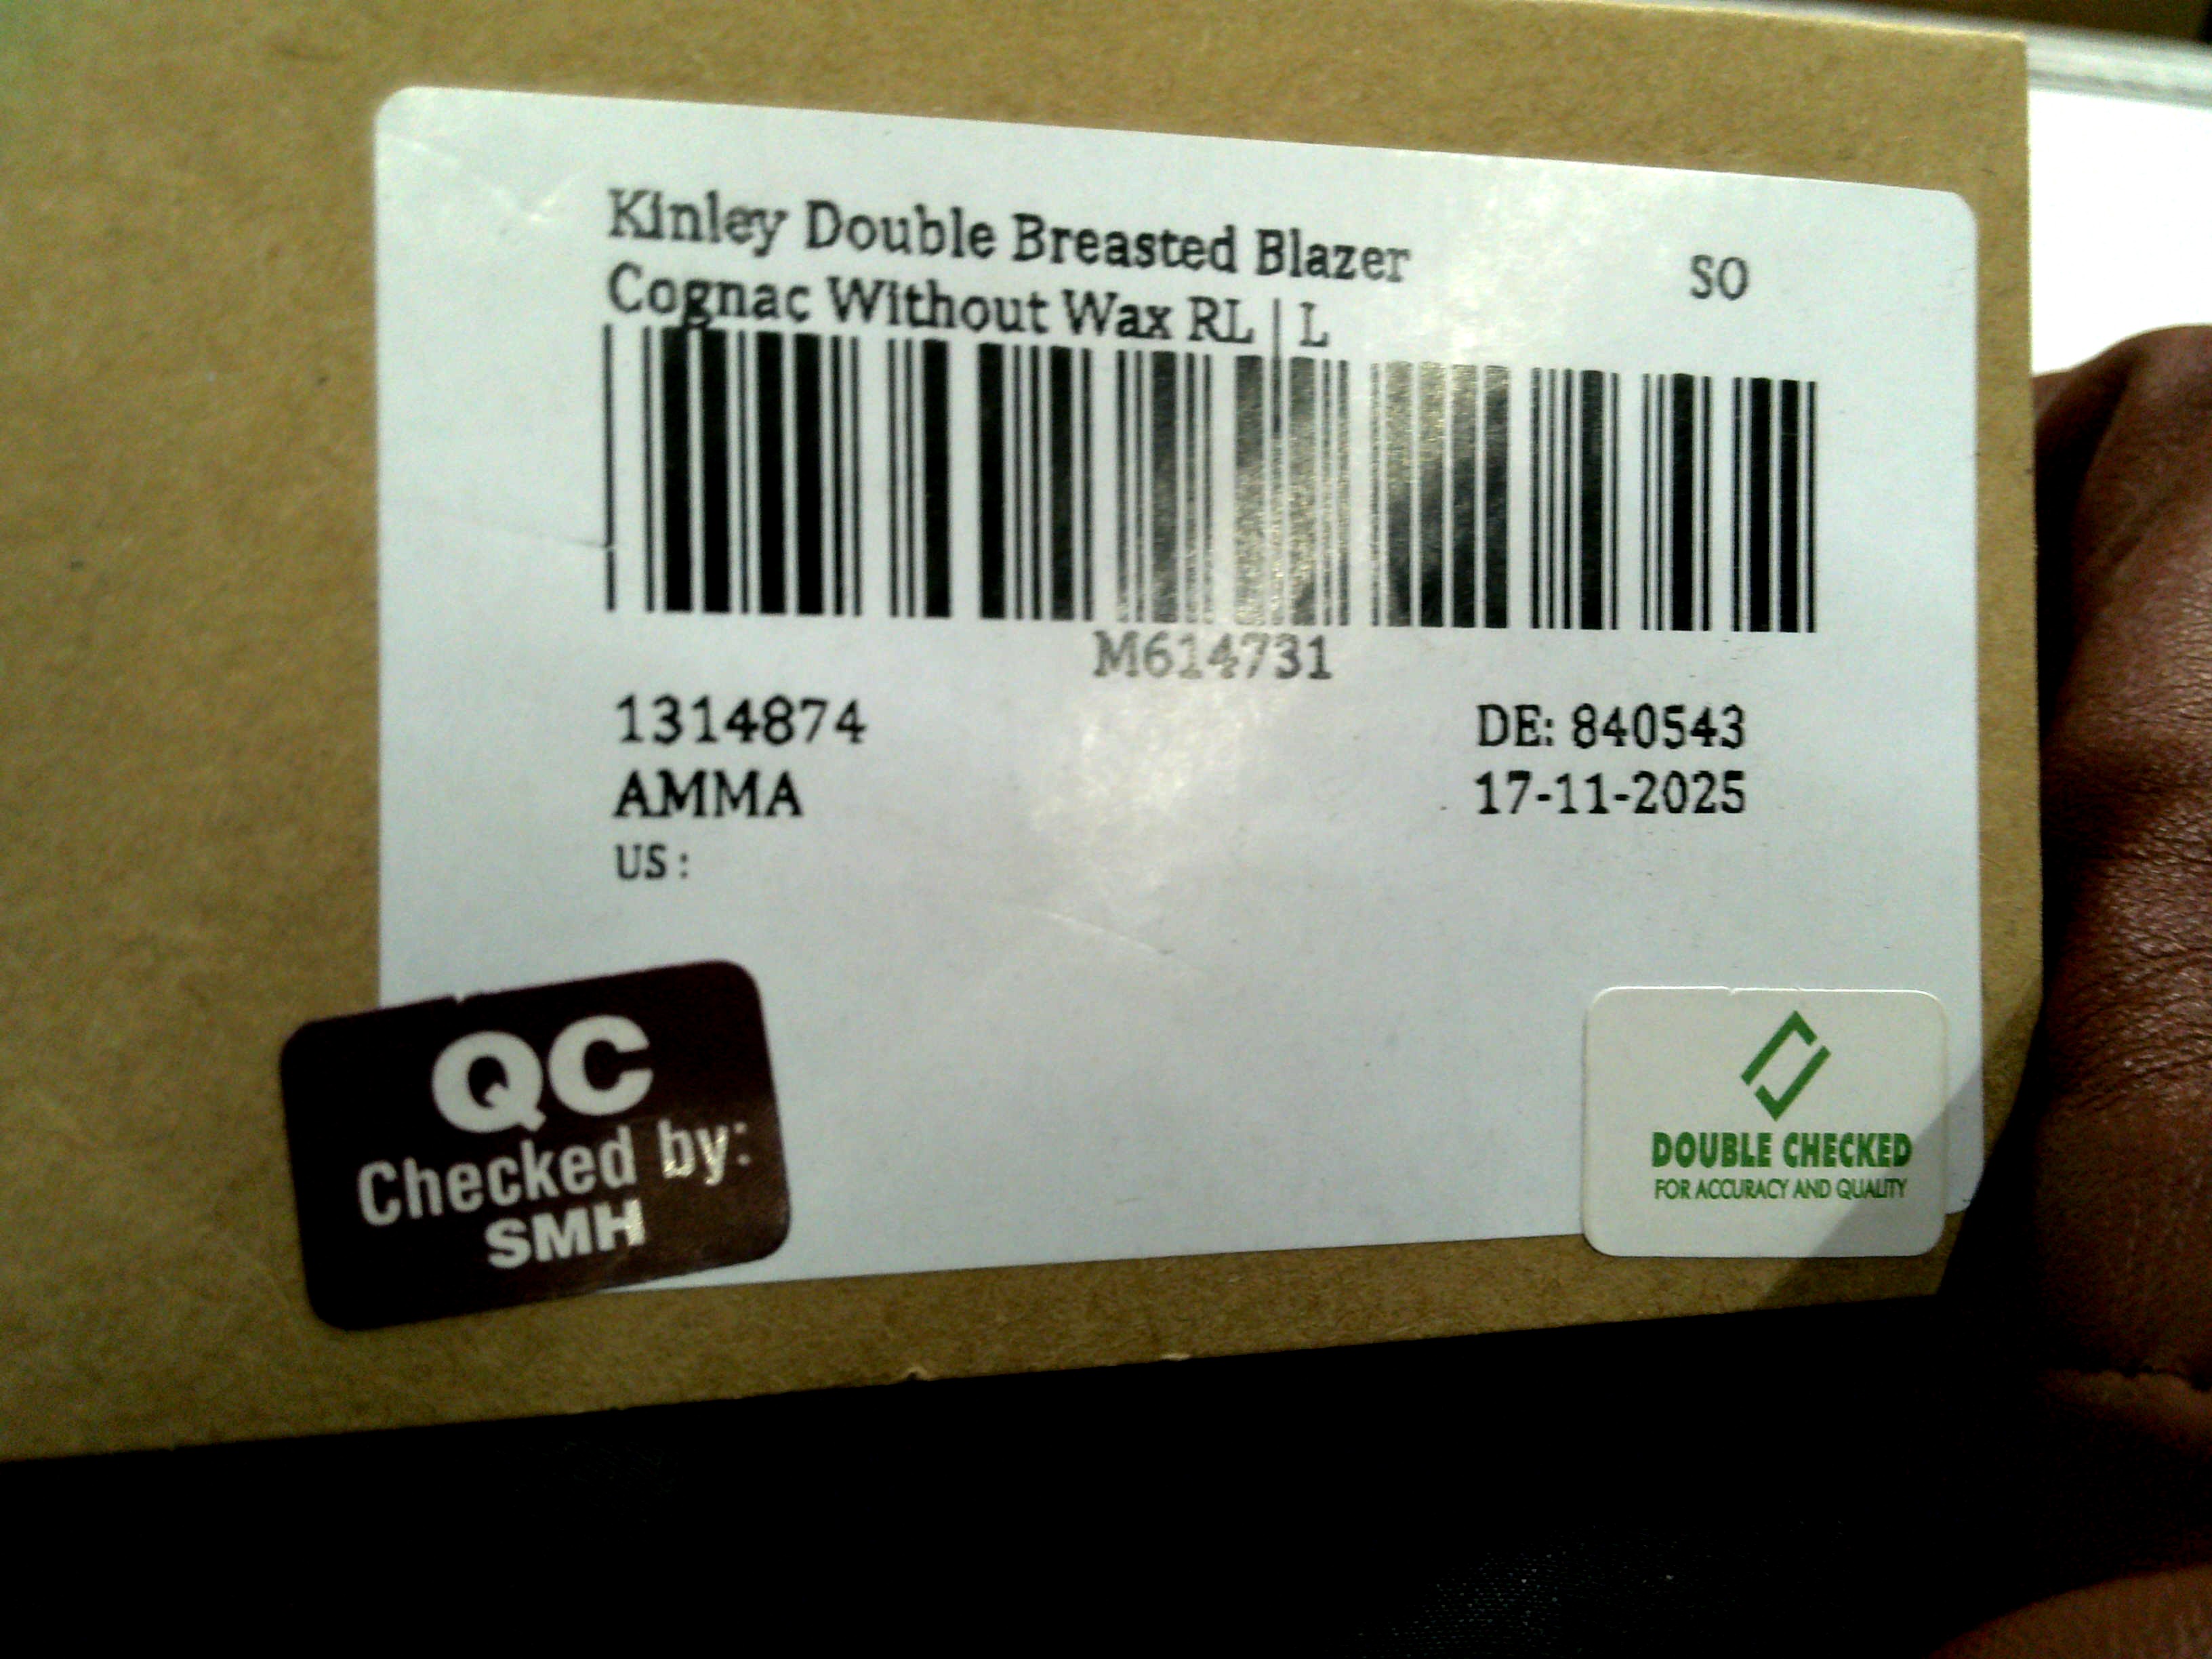 Kinley Double Breasted Blazer
SO
Cognac Without Wax RL | L
M614731
1314874
DE: 840543
AMMA
17-11-2025
US :
QC
Checked by:
SMH
DOUBLE CHECKED
FOR ACCURACY AND QUALITY